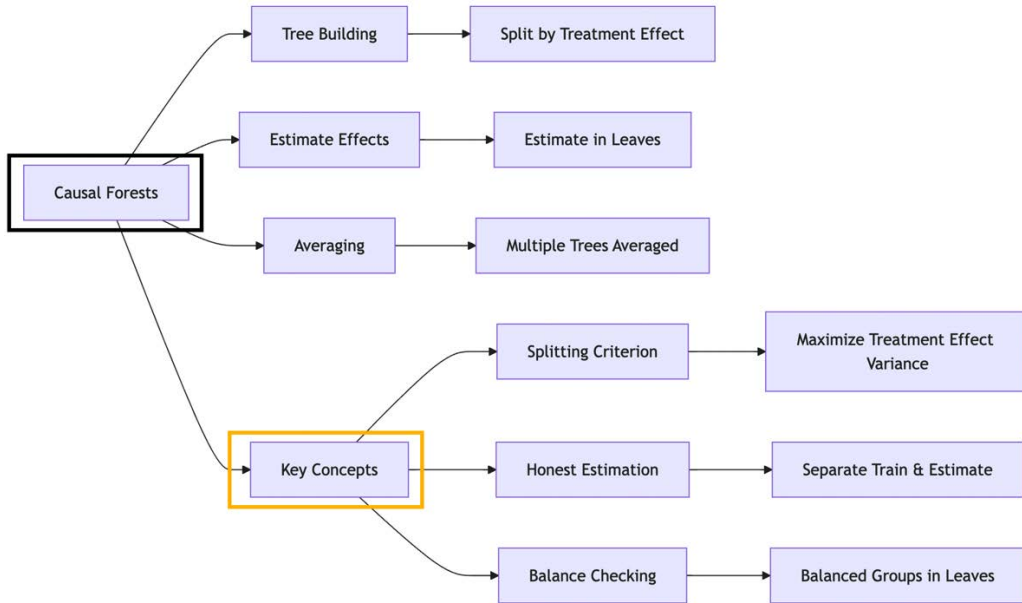 Tree Building
Split by Treatment Effect
Estimate Effects
Estimate in Leaves
Causal Forests
Averaging
Multiple Trees Averaged
Splitting Criterion
Maximize Treatment Effect
Variance
Key Concepts
Honest Estimation
Separate Train & Estimate
Balance Checking
Balanced Groups in Leaves